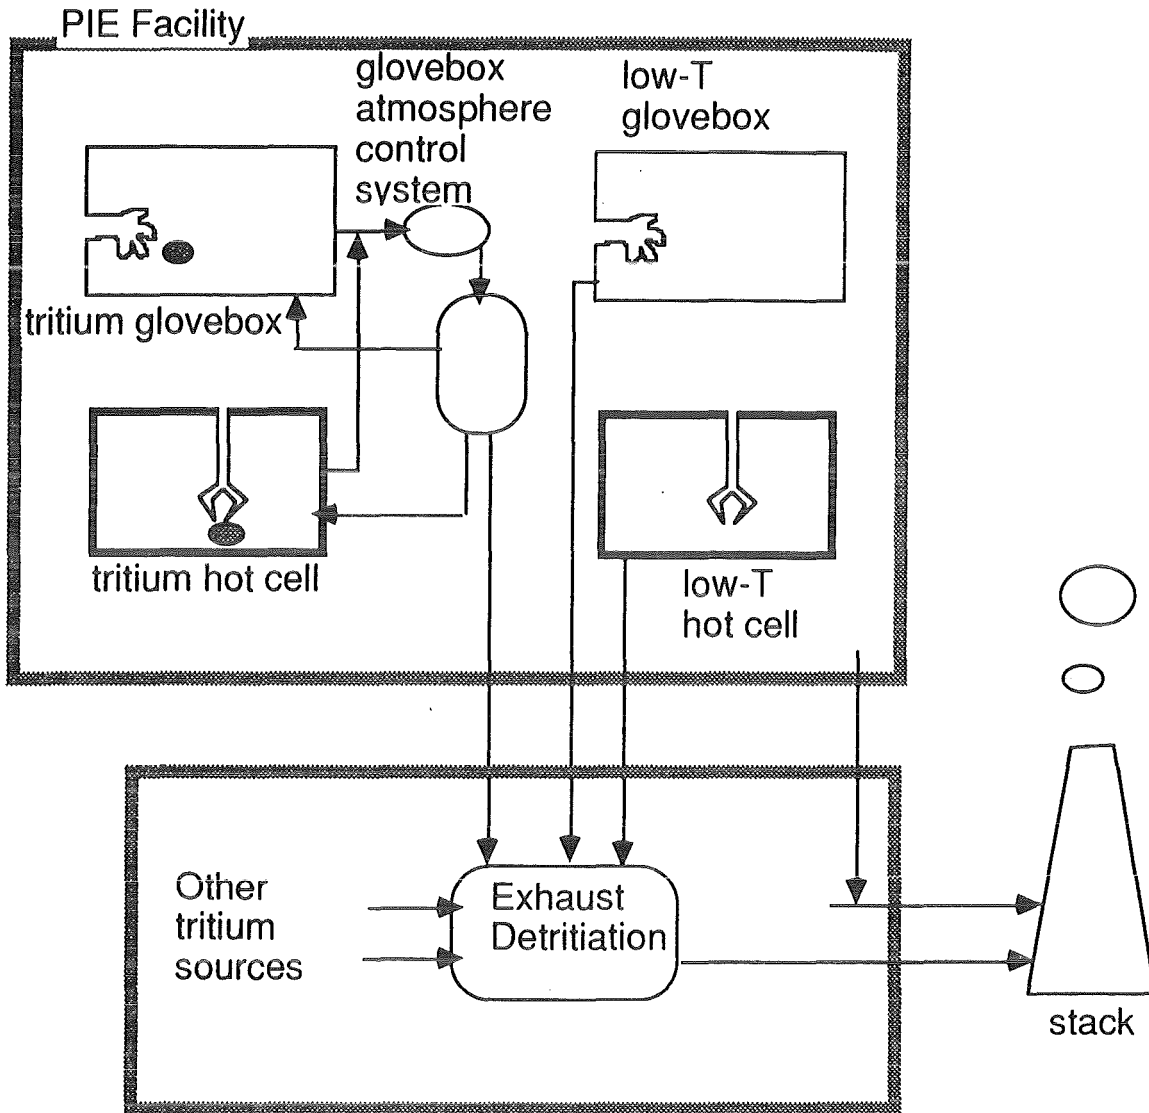 PIE Facility
glovebox
atmosphere
control
system
low-T
glovebox
tritium glovebox
tritium hot cell
low-T
hot cell
Other
tritium
sources
Exhaust
Detritiation
stack